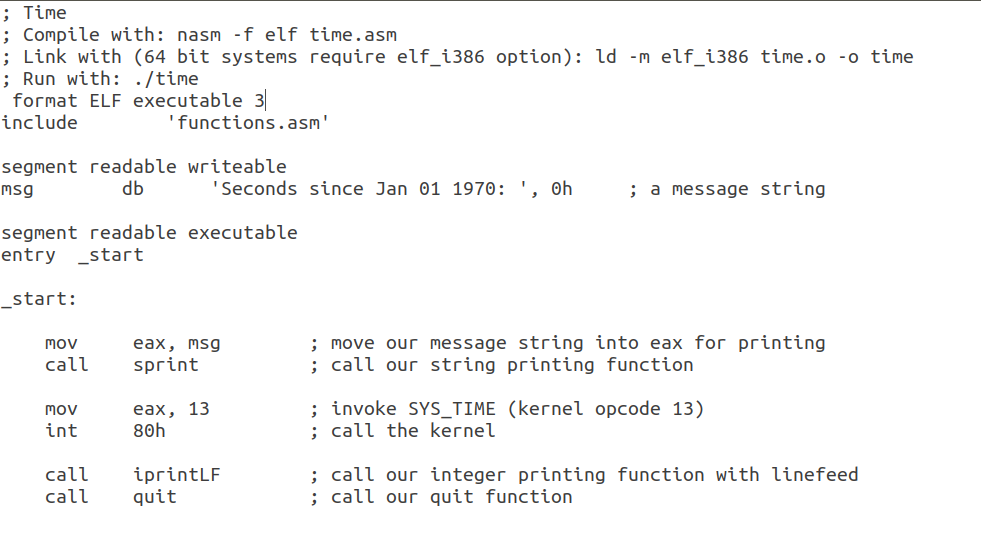 ; Time
; Compile with: nasm -f elf time.asm
; Link with (64 bit systems require elf_i386 option): ld -m elf_i386 time.o -o time
; Run with: ./time
 format ELF executable 3
include        'functions.asm'

segment readable writeable
msg        db      'Seconds since Jan 01 1970: ', 0h     ; a message string

segment readable executable
entry  _start

_start:

    mov     eax, msg        ; move our message string into eax for printing
    call    sprint          ; call our string printing function

    mov     eax, 13         ; invoke SYS_TIME (kernel opcode 13)
    int     80h             ; call the kernel

    call    iprintLF        ; call our integer printing function with linefeed
    call    quit            ; call our quit function